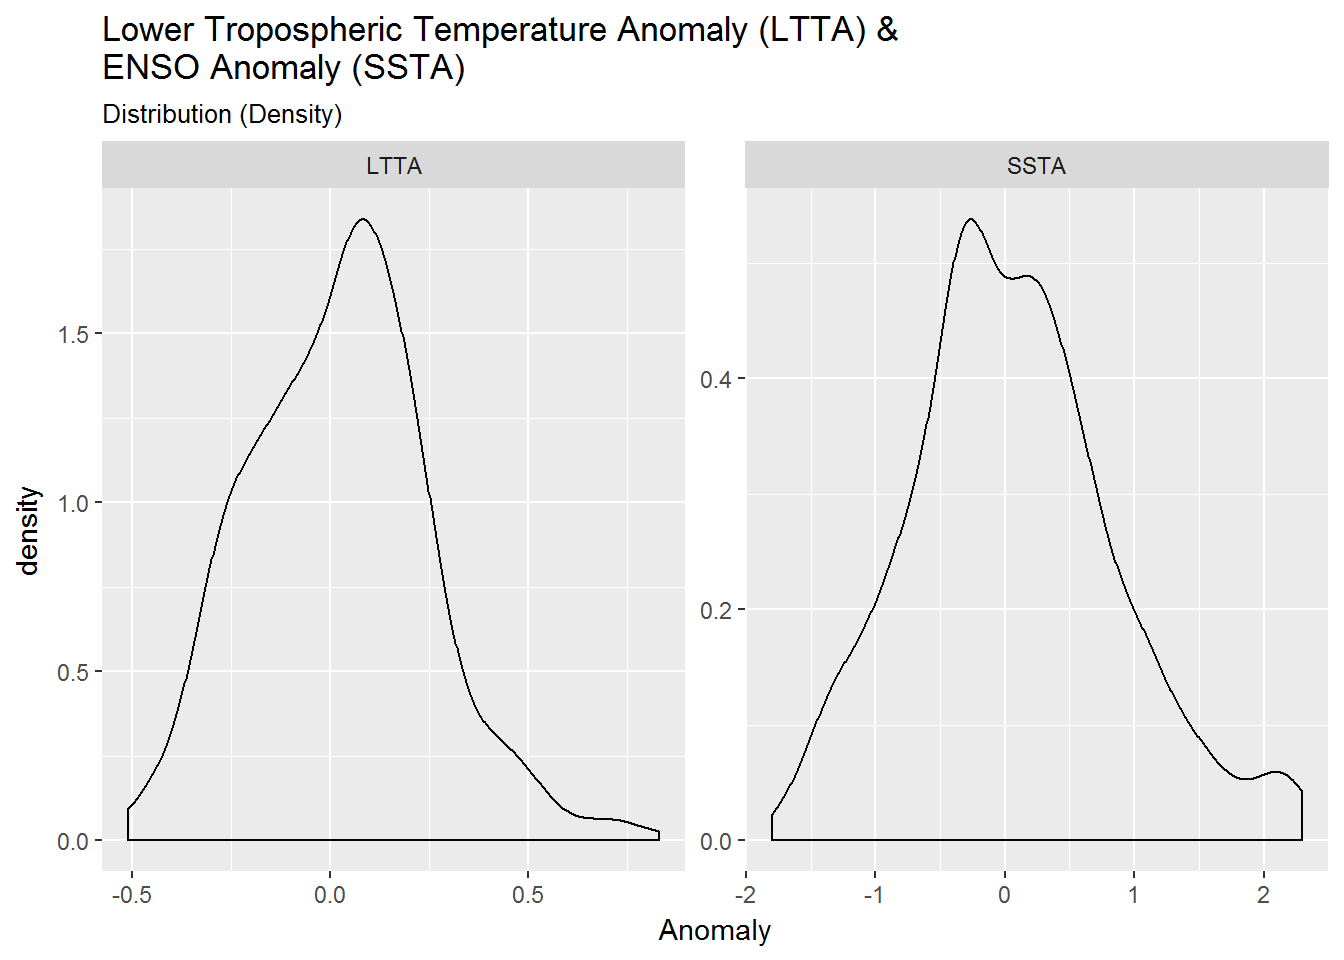 Lower Tropospheric Temperature Anomaly (LTTA) &
ENSO Anomaly (SSTA)
Distribution (Density)
LTTA
SSTA
density
1.5
1.0
0.5
0.0
0.4
0.2
0.0
-0.5
0.0
0.5
-2
-1
0
1
2
Anomaly